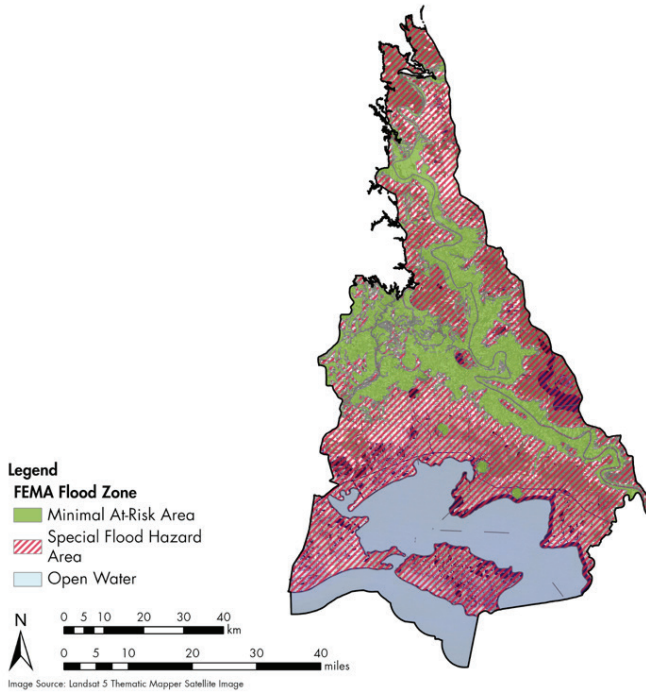 Legend
FEMA Flood Zone
Minimal At-Risk Area
Special Flood Hazard
Area
Open Water
N
0 5 10 20 30 40
km
0 5 10 20 30 40
miles
Image Source: Landsat 5 Thematic Mapper Satellite Image